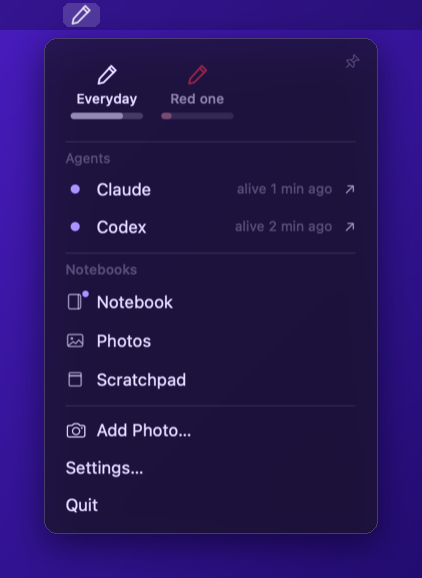 Everyday Red one
Agents
Claude alive 1 min ago
Codex alive 2 min ago
Notebooks
Notebook
Photos
Scratchpad
Add Photo...
Settings...
Quit